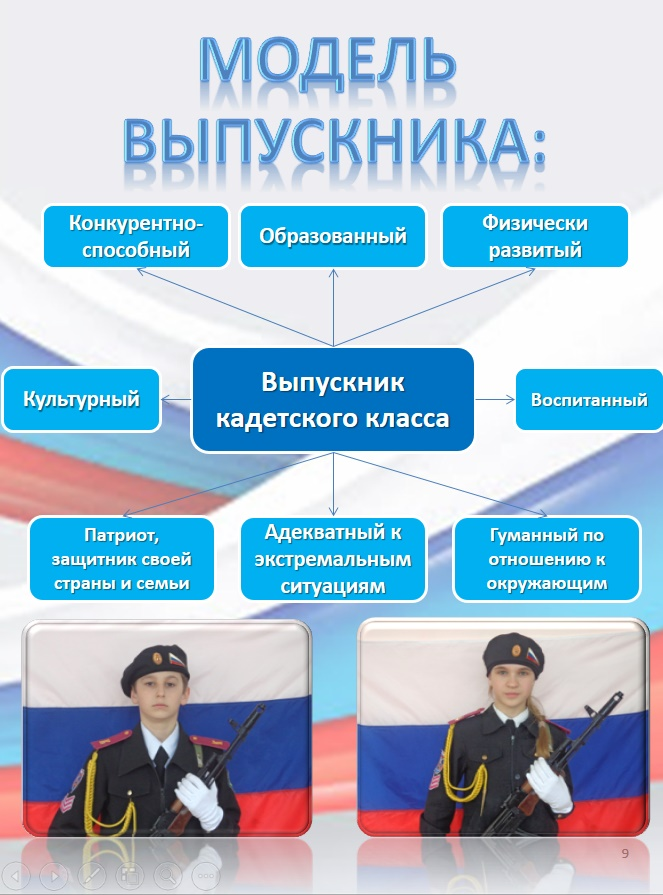 МОДЕЛЬ
ВЫПУСКНИКА:
Конкурентно-
способный
Образованный
Физически
развитый
Культурный
Выпускник
кадетского класса
Воспитанный
Патриот,
защитник своей
страны и семьи
Адекватный к
экстремальным
ситуациям
Гуманный по
отношению к
окружающим
9